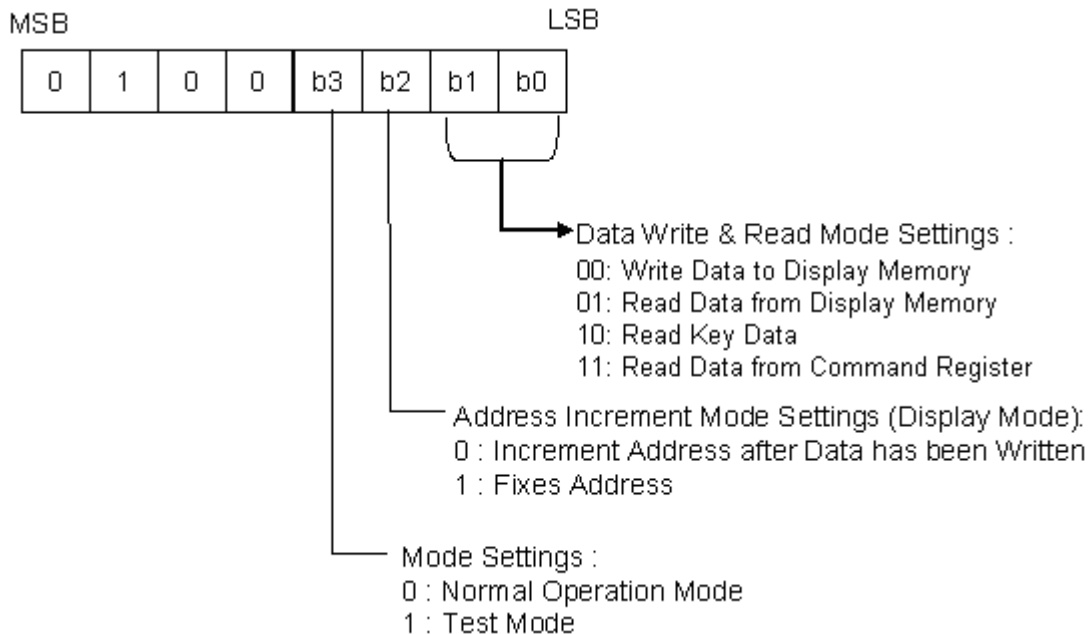 MSB LSB
0 1 0 0 b3 b2 b1 b0
Data Write & Read Mode Settings :
00: Write Data to Display Memory
01: Read Data from Display Memory
10: Read Key Data
11: Read Data from Command Register
Address Increment Mode Settings (Display Mode):
0 : Increment Address after Data has been Written
1 : Fixes Address
Mode Settings :
0 : Normal Operation Mode
1 : Test Mode